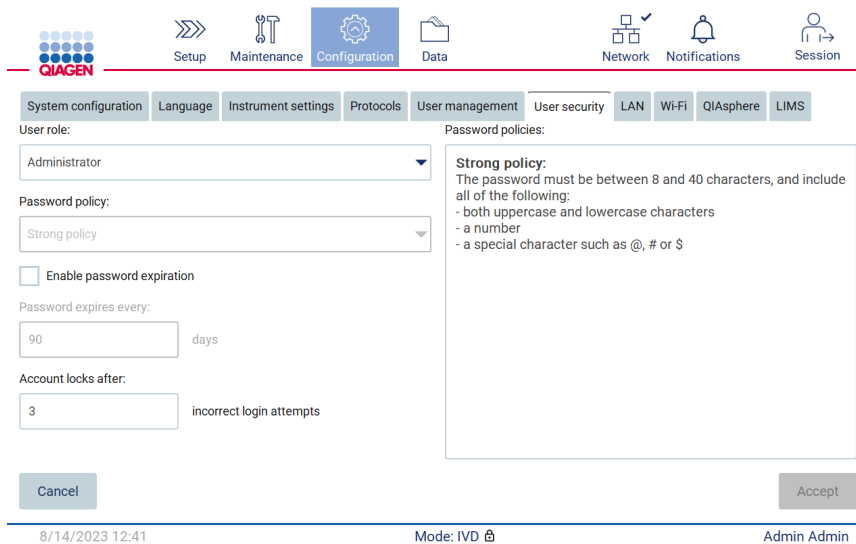 QIAGEN
Setup
Maintenance
Configuration
Data
Network
Notifications
Session
System configuration
Language
Instrument settings
Protocols
User management
User security
LAN
Wi-Fi
QIAsphere
LIMS
User role:
Administrator
Password policy:
Strong policy
Enable password expiration
Password expires every:
90
days
Account locks after:
3
incorrect login attempts
Password policies:
Strong policy:
The password must be between 8 and 40 characters, and include
all of the following:
- both uppercase and lowercase characters
- a number
- a special character such as @, # or $
Cancel
Accept
8/14/2023 12:41
Mode: IVD
Admin Admin